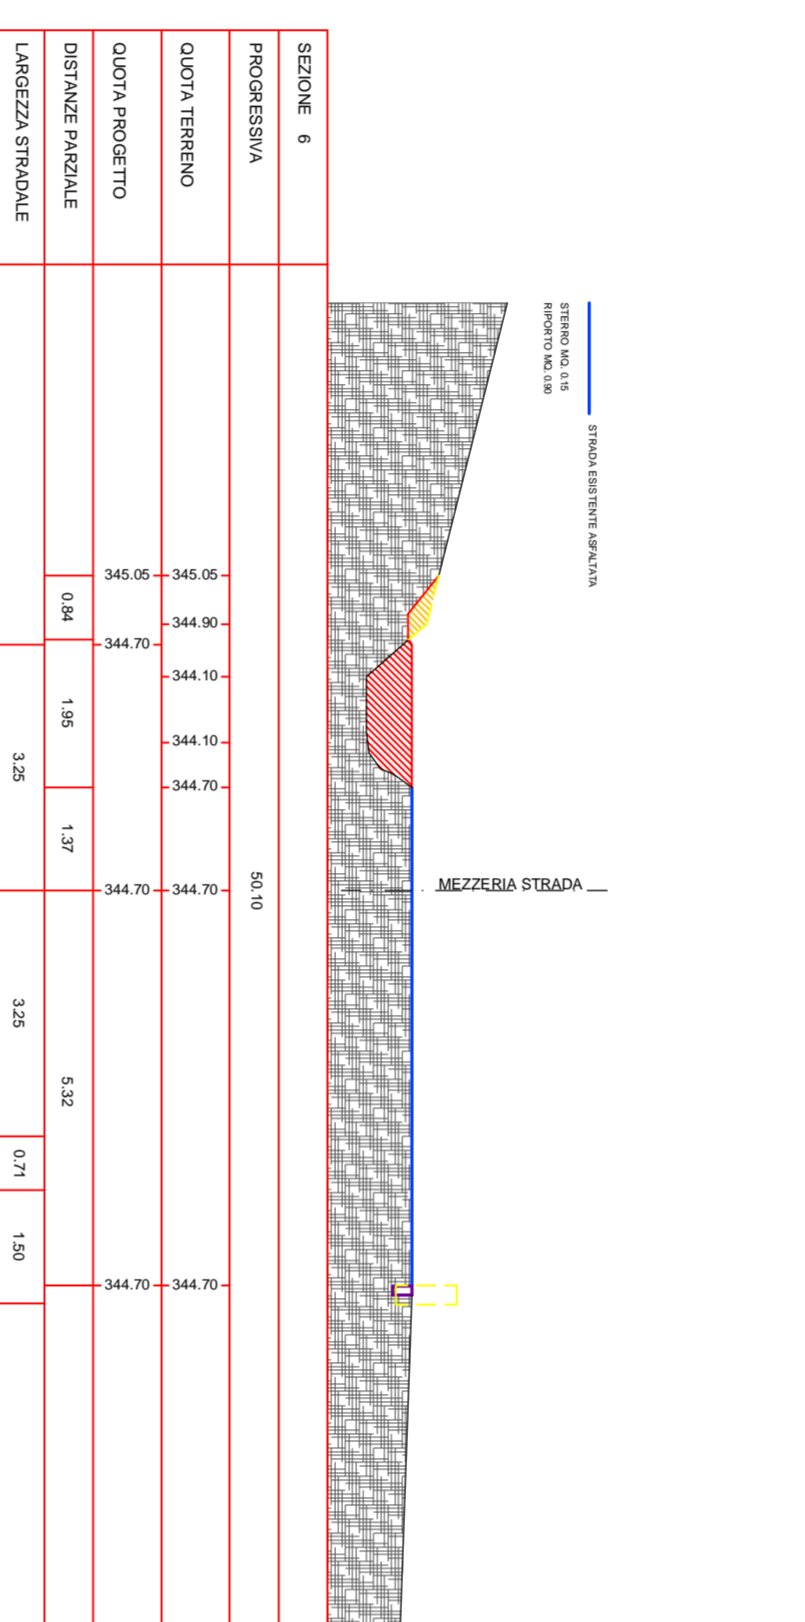 STRADA ESISTENTE ASFALTATA
STERRO MQ. 0.15
RIPORTO MQ. 0.90
MEZZERIA STRADA
SEZIONE 6
PROGRESSIVA 50.10
QUOTA TERRENO 345.05 344.90 344.10 344.10 344.70 344.70 344.70
QUOTA PROGETTO 345.05 344.70 344.70 344.70
DISTANZE PARZIALE 0.84 1.95 1.37 5.32
LARGEZZA STRADALE 3.25 3.25 0.71 1.50